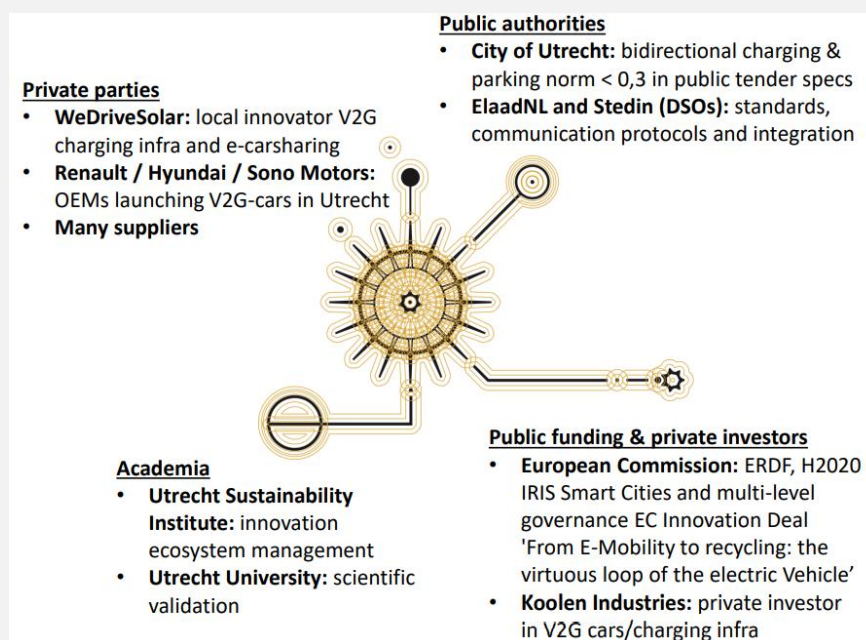 Public authorities
• City of Utrecht: bidirectional charging &
parking norm < 0,3 in public tender specs
• ElaadNL and Stedin (DSOs): standards,
communication protocols and integration
Private parties
• WeDriveSolar: local innovator V2G
charging infra and e-carsharing
• Renault / Hyundai / Sono Motors:
OEMs launching V2G-cars in Utrecht
• Many suppliers
Academia
• Utrecht Sustainability
Institute: innovation
ecosystem management
• Utrecht University: scientific
validation
Public funding & private investors
• European Commission: ERDF, H2020
IRIS Smart Cities and multi-level
governance EC Innovation Deal
'From E-Mobility to recycling: the
virtuous loop of the electric Vehicle’
• Koolen Industries: private investor
in V2G cars/charging infra